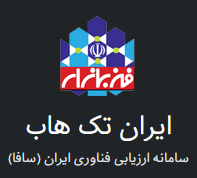 فن بازار
ایران تک هاب
سامانه ارزیابی فناوری ایران (سافا)